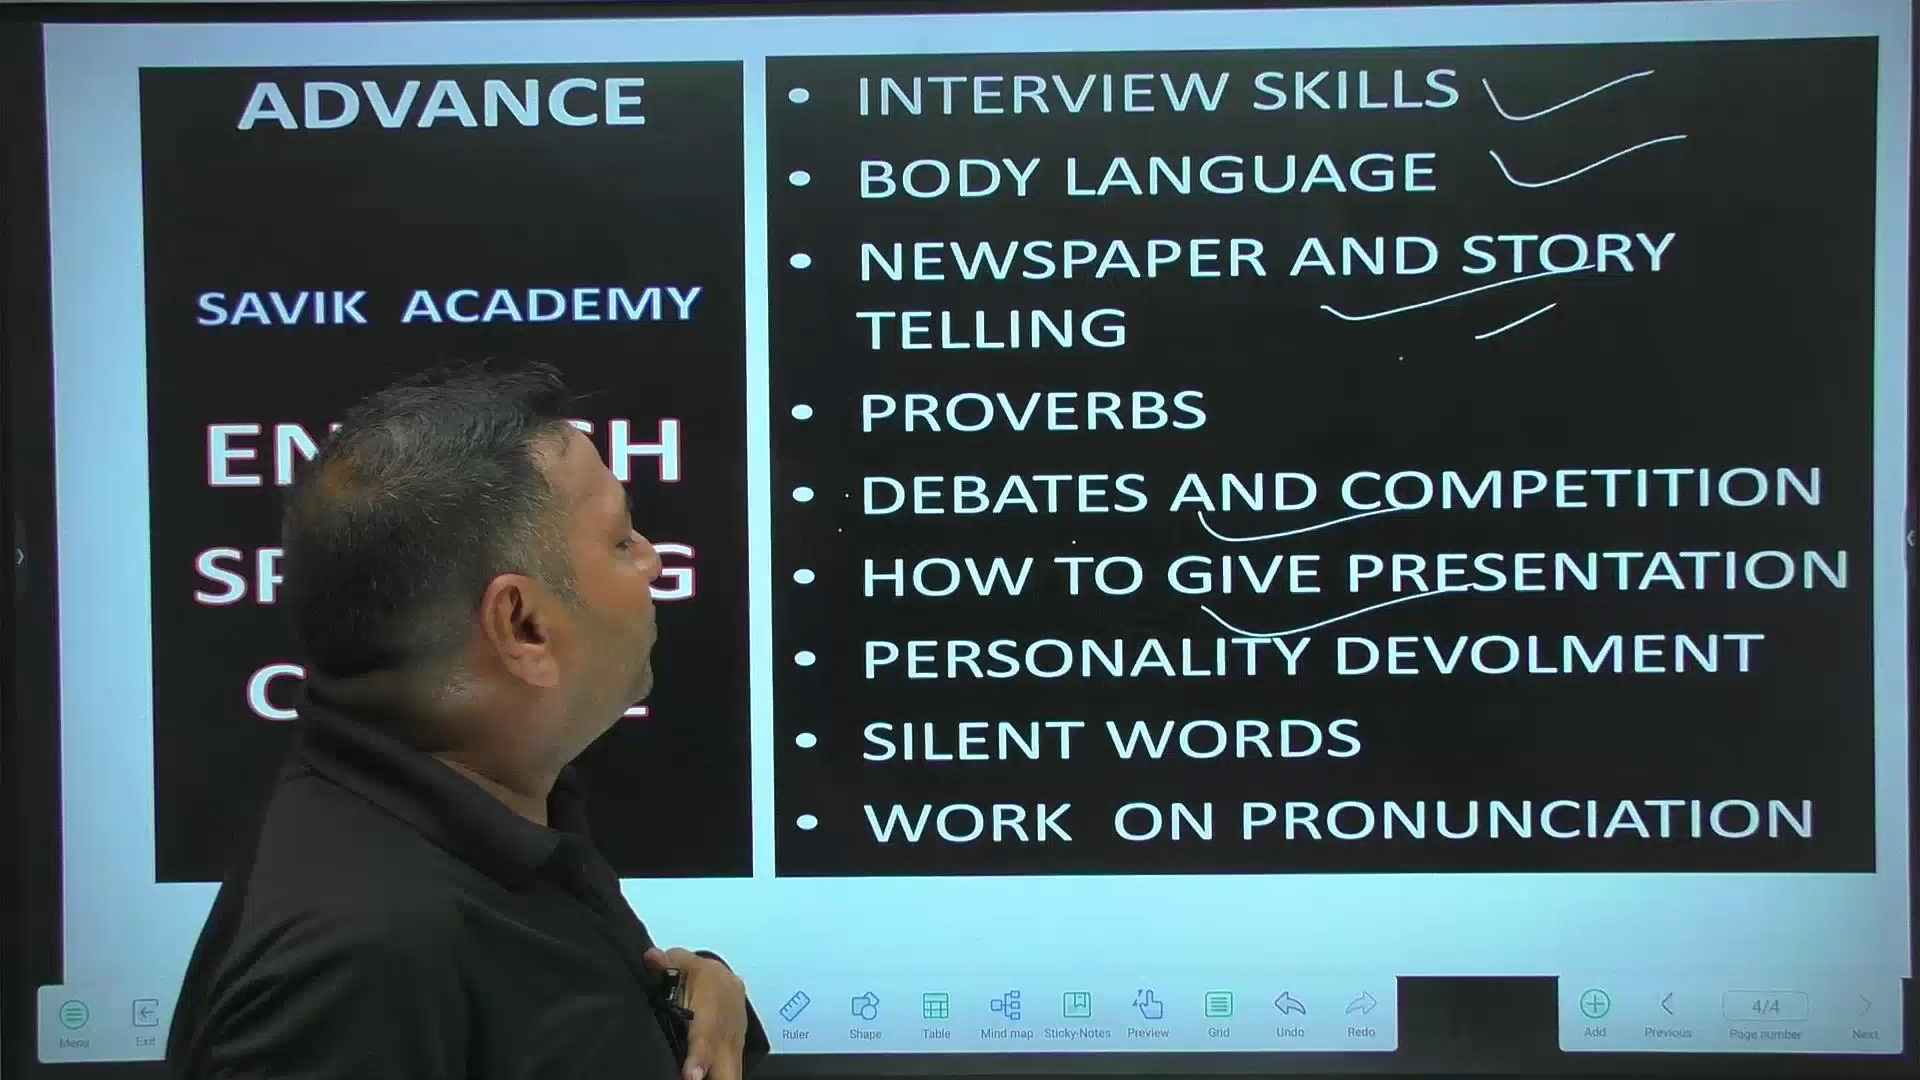 ADVANCE
SAVIK ACADEMY
• INTERVIEW SKILLS
• BODY LANGUAGE
• NEWSPAPER AND STORY
TELLING
• PROVERBS
• DEBATES AND COMPETITION
• HOW TO GIVE PRESENTATION
• PERSONALITY DEVOLMENT
• SILENT WORDS
• WORK ON PRONUNCIATION
Menu Exit Ruler Shape Table Mind map Sticky-Notes Preview Grid Undo Redo Add Previous 4/4 Page number Next